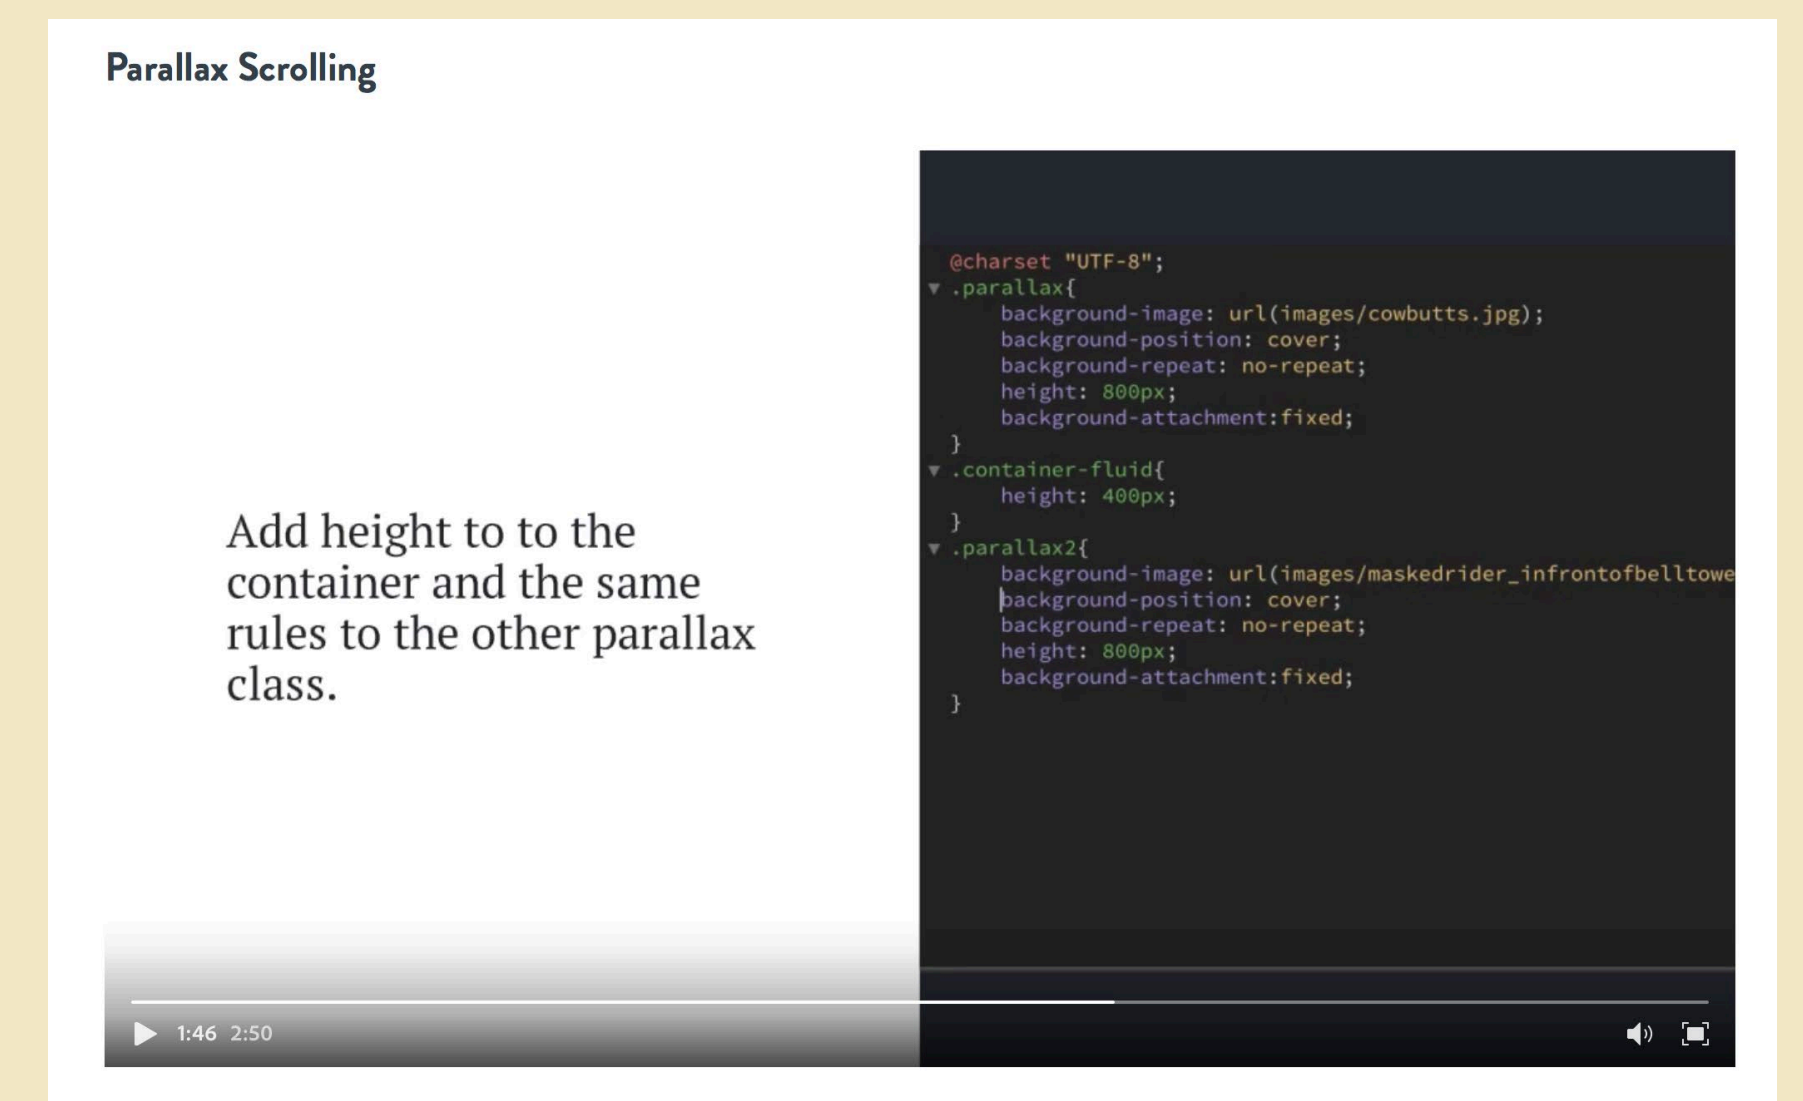 Parallax Scrolling
Add height to to the
container and the same
rules to the other parallax
class.
@charset "UTF-8";
.parallax{
background-image: url(images/cowbutts.jpg);
background-position: cover;
background-repeat: no-repeat;
height: 800px;
background-attachment:fixed;
}
.container-fluid{
height: 400px;
}
.parallax2{
background-image: url(images/maskedrider_infrontofbelltowe
background-position: cover;
background-repeat: no-repeat;
height: 800px;
background-attachment:fixed;
}
1:46 2:50